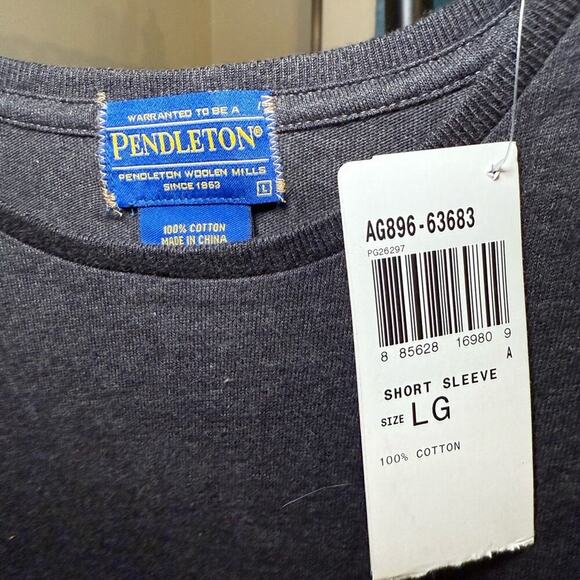 WARRANTED TO BE A
PENDLETON®
PENDLETON WOOLEN MILLS
SINCE 1863
L
100% COTTON
MADE IN CHINA
AG896-63683
PG26297
8 85628 16980 9
A
SHORT SLEEVE
SIZE LG
100% COTTON